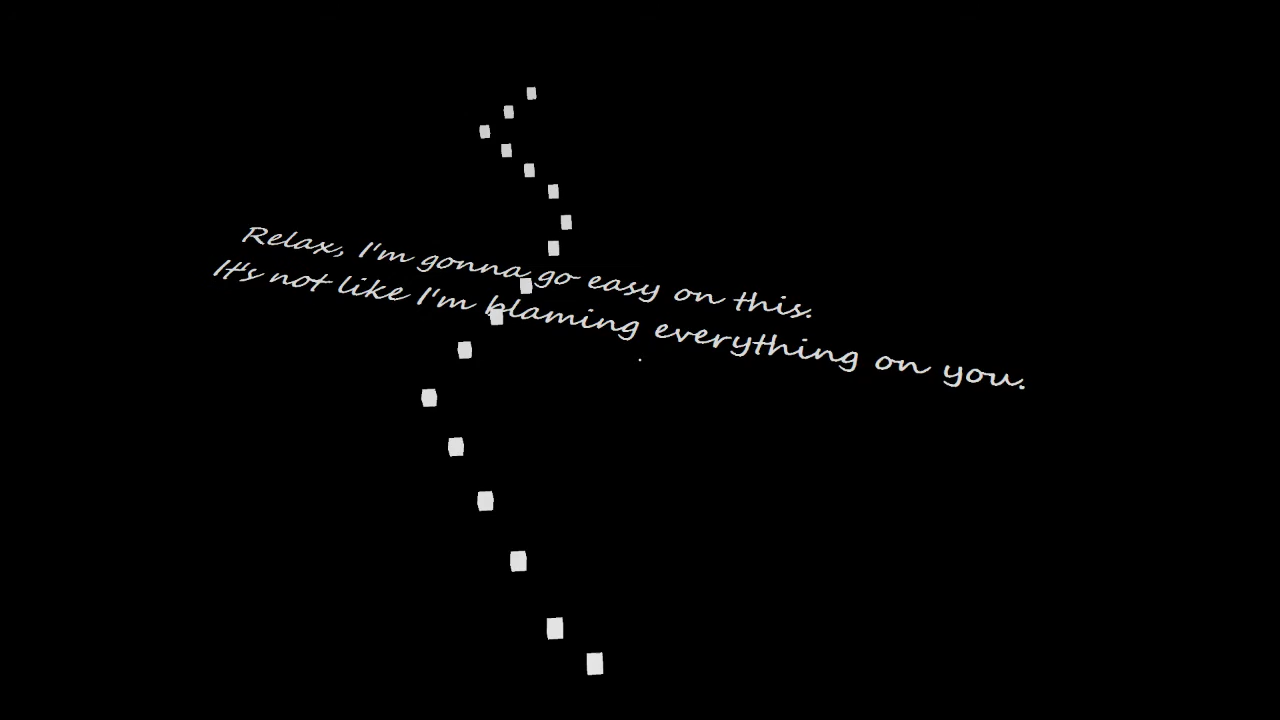 Relax, I'm gonna go easy on this.
It's not like I'm blaming everything on you.